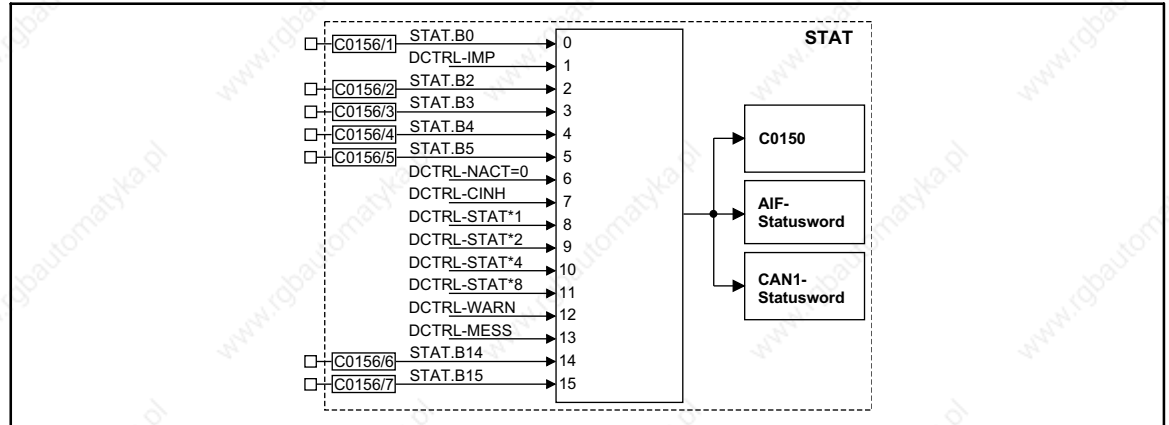 STAT
C0156/1 STAT.B0 0
DCTRL-IMP 1
C0156/2 STAT.B2 2
C0156/3 STAT.B3 3
C0156/4 STAT.B4 4
C0156/5 STAT.B5 5
DCTRL-NACT=0 6
DCTRL-CINH 7
DCTRL-STAT*1 8
DCTRL-STAT*2 9
DCTRL-STAT*4 10
DCTRL-STAT*8 11
DCTRL-WARN 12
DCTRL-MESS 13
C0156/6 STAT.B14 14
C0156/7 STAT.B15 15
C0150
AIF-
Statusword
CAN1-
Statusword
www.rgbautomatyka.pl